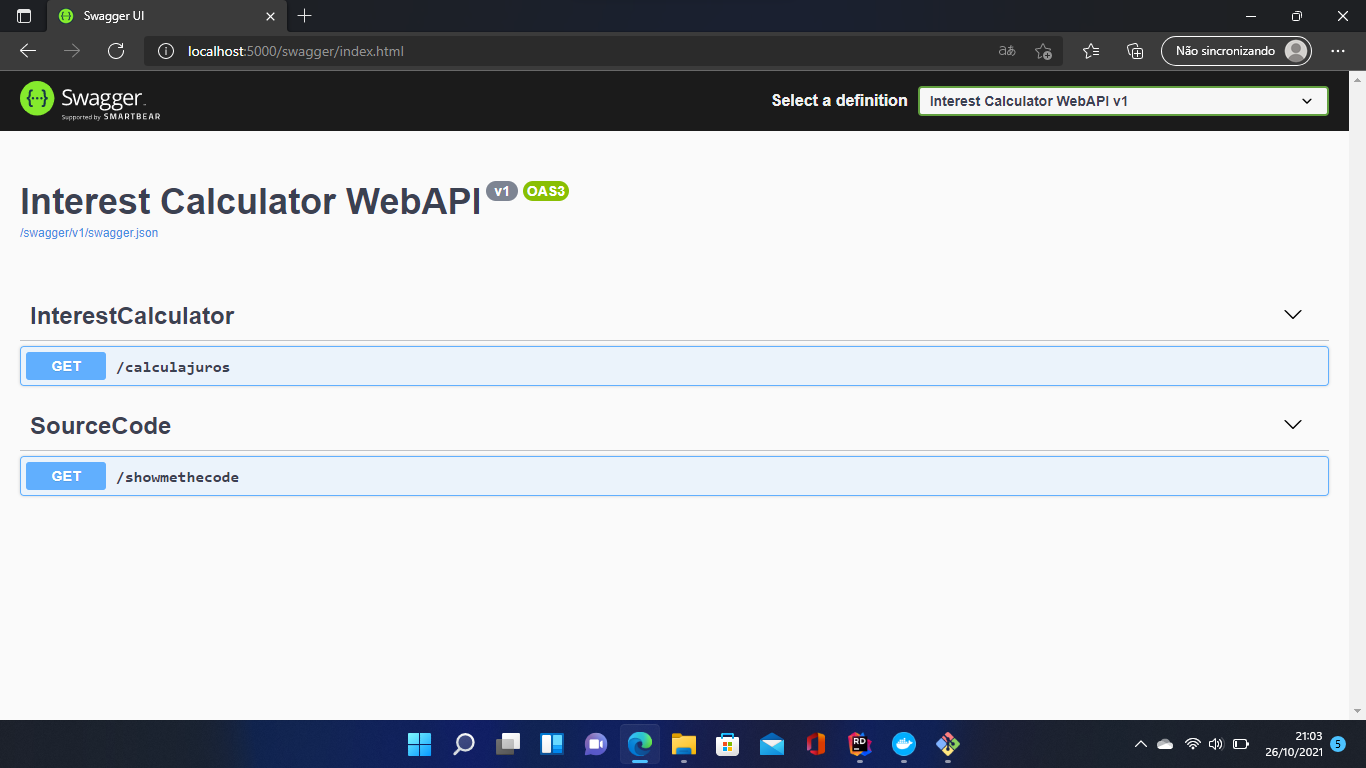 Swagger UI
localhost:5000/swagger/index.html
aあ
Não sincronizando
Swagger
Supported by SMARTBEAR
Select a definition
Interest Calculator WebAPI v1
Interest Calculator WebAPI v1 OAS3
/swagger/v1/swagger.json
InterestCalculator
GET /calculajuros
SourceCode
GET /showmethecode
RD
21:03
26/10/2021
5